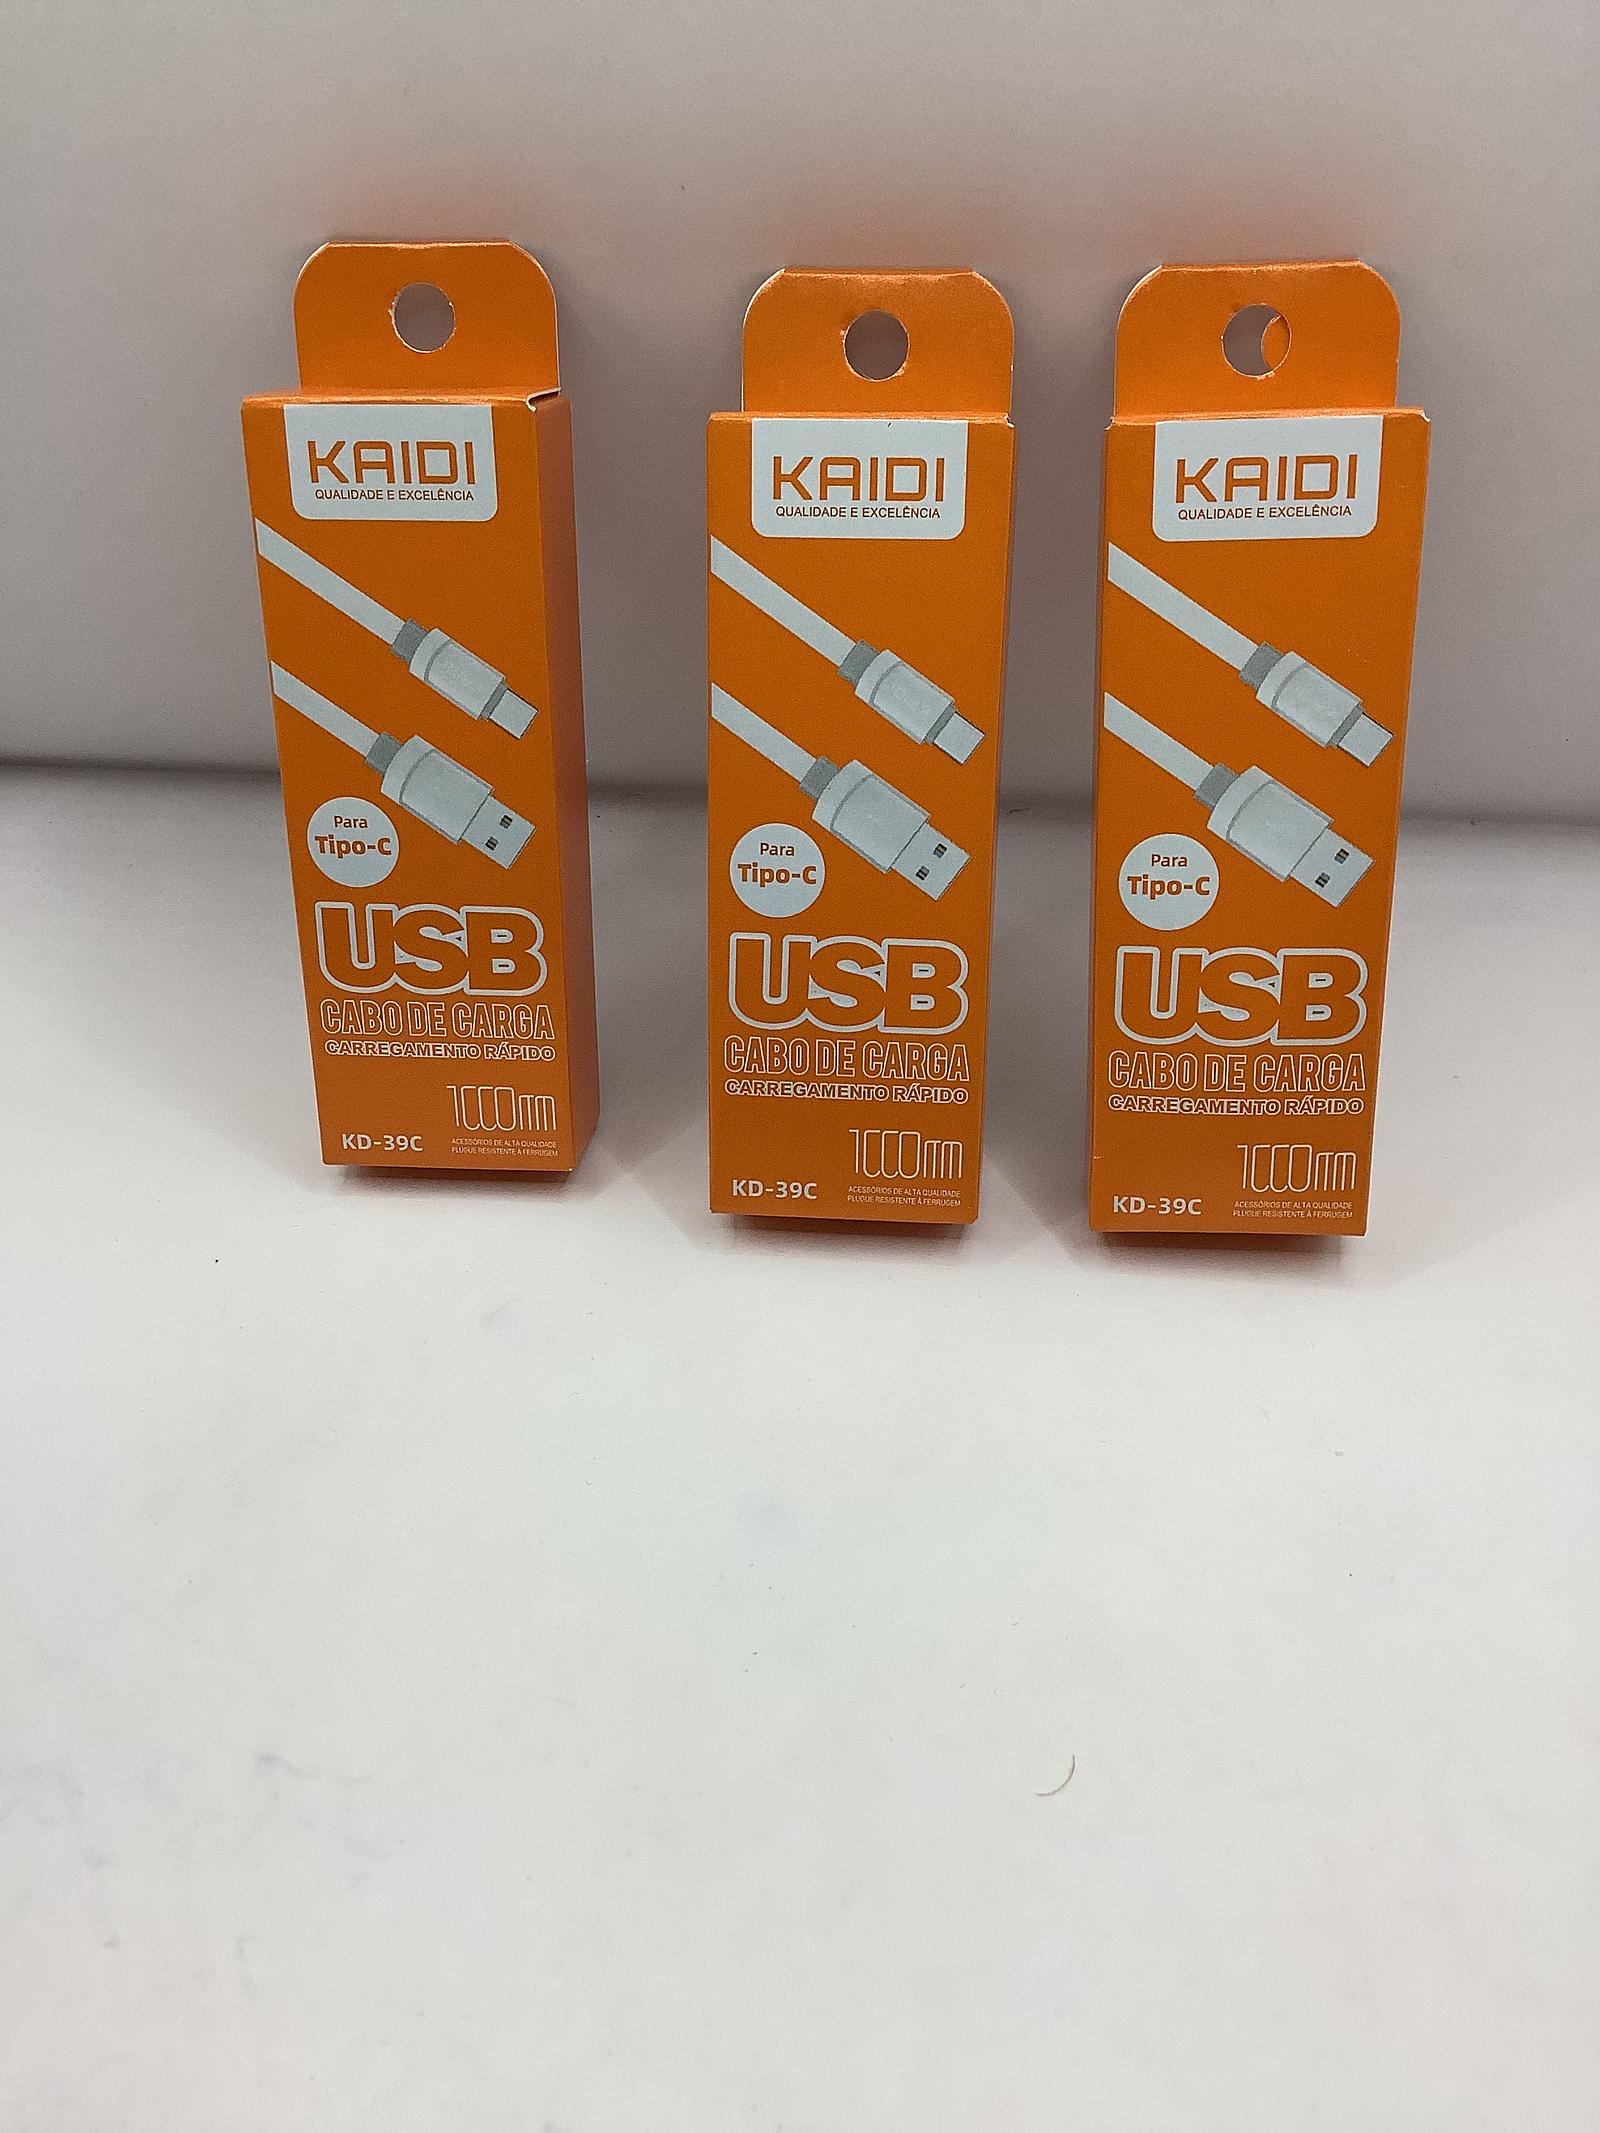 KAIDI
QUALIDADE E EXCELÊNCIA
Para
Tipo-C
USB
CABO DE CARGA
CARREGAMENTO RÁPIDO
1000mm
KD-39C
ACESSÓRIOS DE ALTA QUALIDADE
PLUGUE RESISTENTE À FERRUGEM
KAIDI
QUALIDADE E EXCELÊNCIA
Para
Tipo-C
USB
CABO DE CARGA
CARREGAMENTO RÁPIDO
1000mm
KD-39C
ACESSÓRIOS DE ALTA QUALIDADE
PLUGUE RESISTENTE À FERRUGEM
KAIDI
QUALIDADE E EXCELÊNCIA
Para
Tipo-C
USB
CABO DE CARGA
CARREGAMENTO RÁPIDO
1000mm
KD-39C
ACESSÓRIOS DE ALTA QUALIDADE
PLUGUE RESISTENTE À FERRUGEM